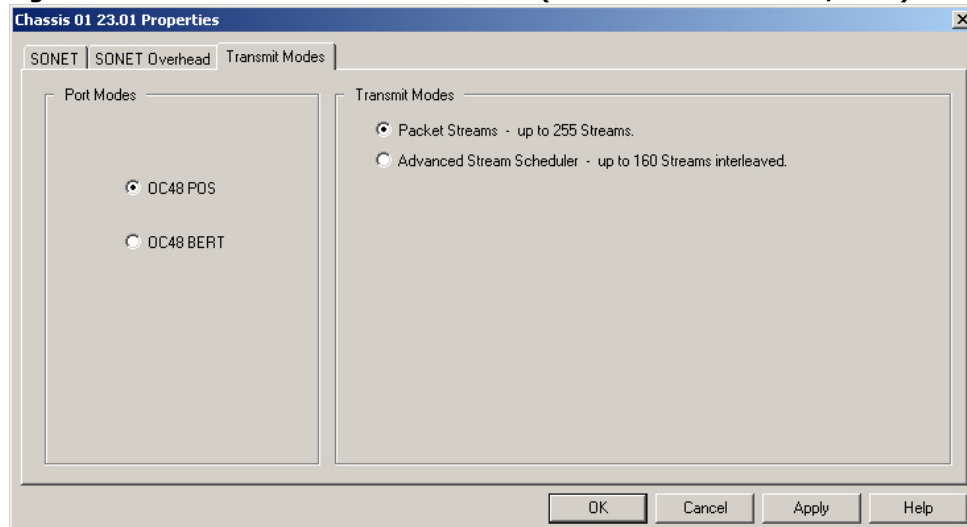 Chassis 01 23.01 Properties
SONET
SONET Overhead
Transmit Modes
Port Modes
OC48 POS
OC48 BERT
Transmit Modes
Packet Streams - up to 255 Streams.
Advanced Stream Scheduler - up to 160 Streams interleaved.
OK
Cancel
Apply
Help